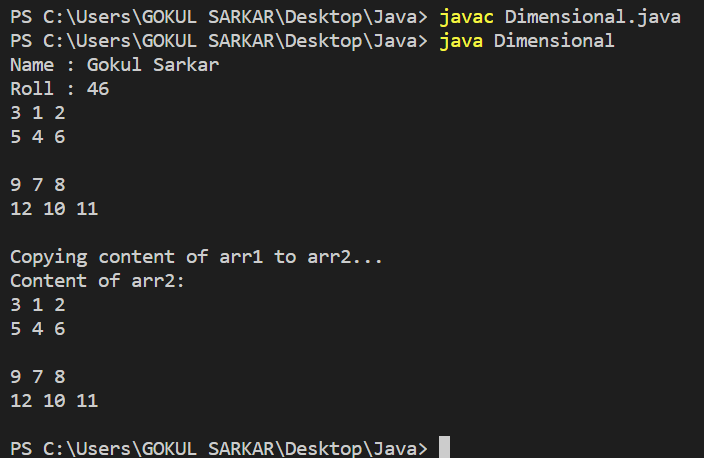 PS C:\Users\GOKUL SARKAR\Desktop\Java> javac Dimensional.java
PS C:\Users\GOKUL SARKAR\Desktop\Java> java Dimensional
Name : Gokul Sarkar
Roll : 46
3 1 2
5 4 6
9 7 8
12 10 11
Copying content of arr1 to arr2...
Content of arr2:
3 1 2
5 4 6
9 7 8
12 10 11
PS C:\Users\GOKUL SARKAR\Desktop\Java>